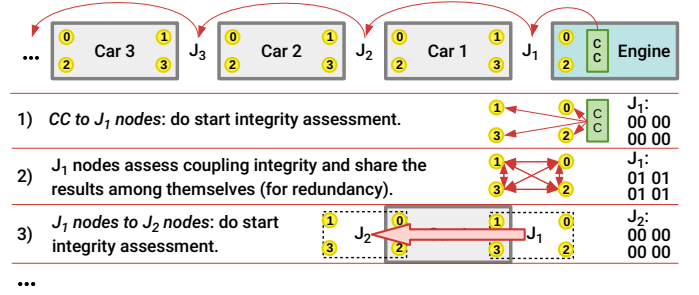 0 1 0 1 0 1 0
... Car 3 J3 Car 2 J2 Car 1 J1 CC Engine
2 3 2 3 2 3 2
1) CC to J1 nodes: do start integrity assessment.
1 0 CC
3 2
J1:
00 00
00 00
2) J1 nodes assess coupling integrity and share the
results among themselves (for redundancy).
1 0
3 2
J1:
01 01
01 01
3) J1 nodes to J2 nodes: do start
integrity assessment.
1 0 1 0
J2 J1
3 2 3 2
J2:
00 00
00 00
...